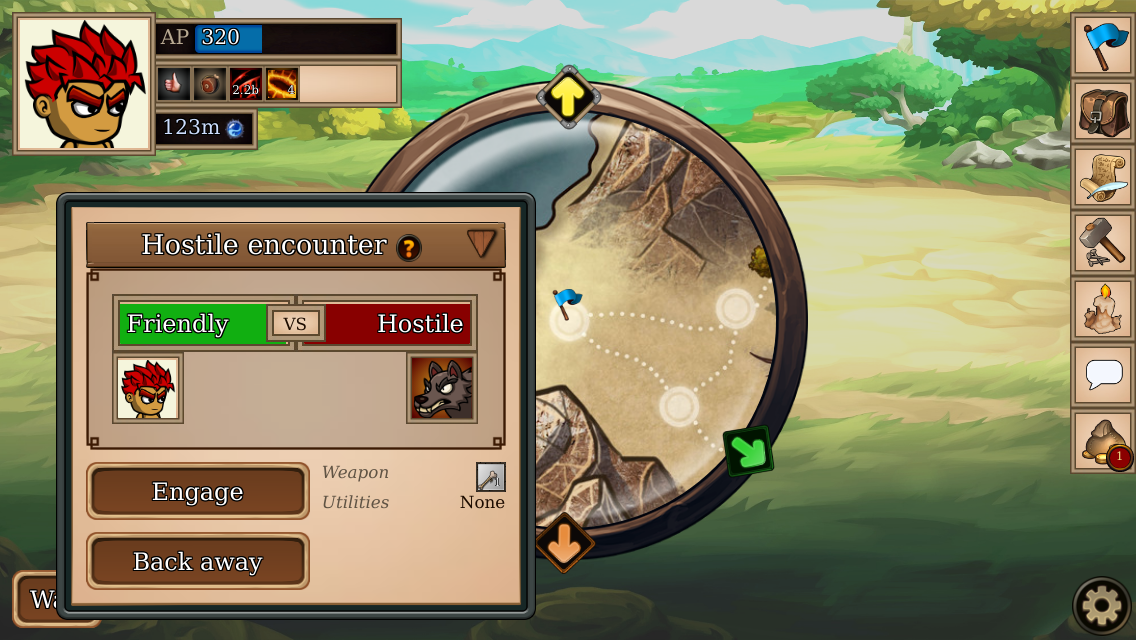 AP 320
2.2b 4
123m
Hostile encounter ?
Friendly VS Hostile
Engage
Weapon
Utilities None
Back away
1